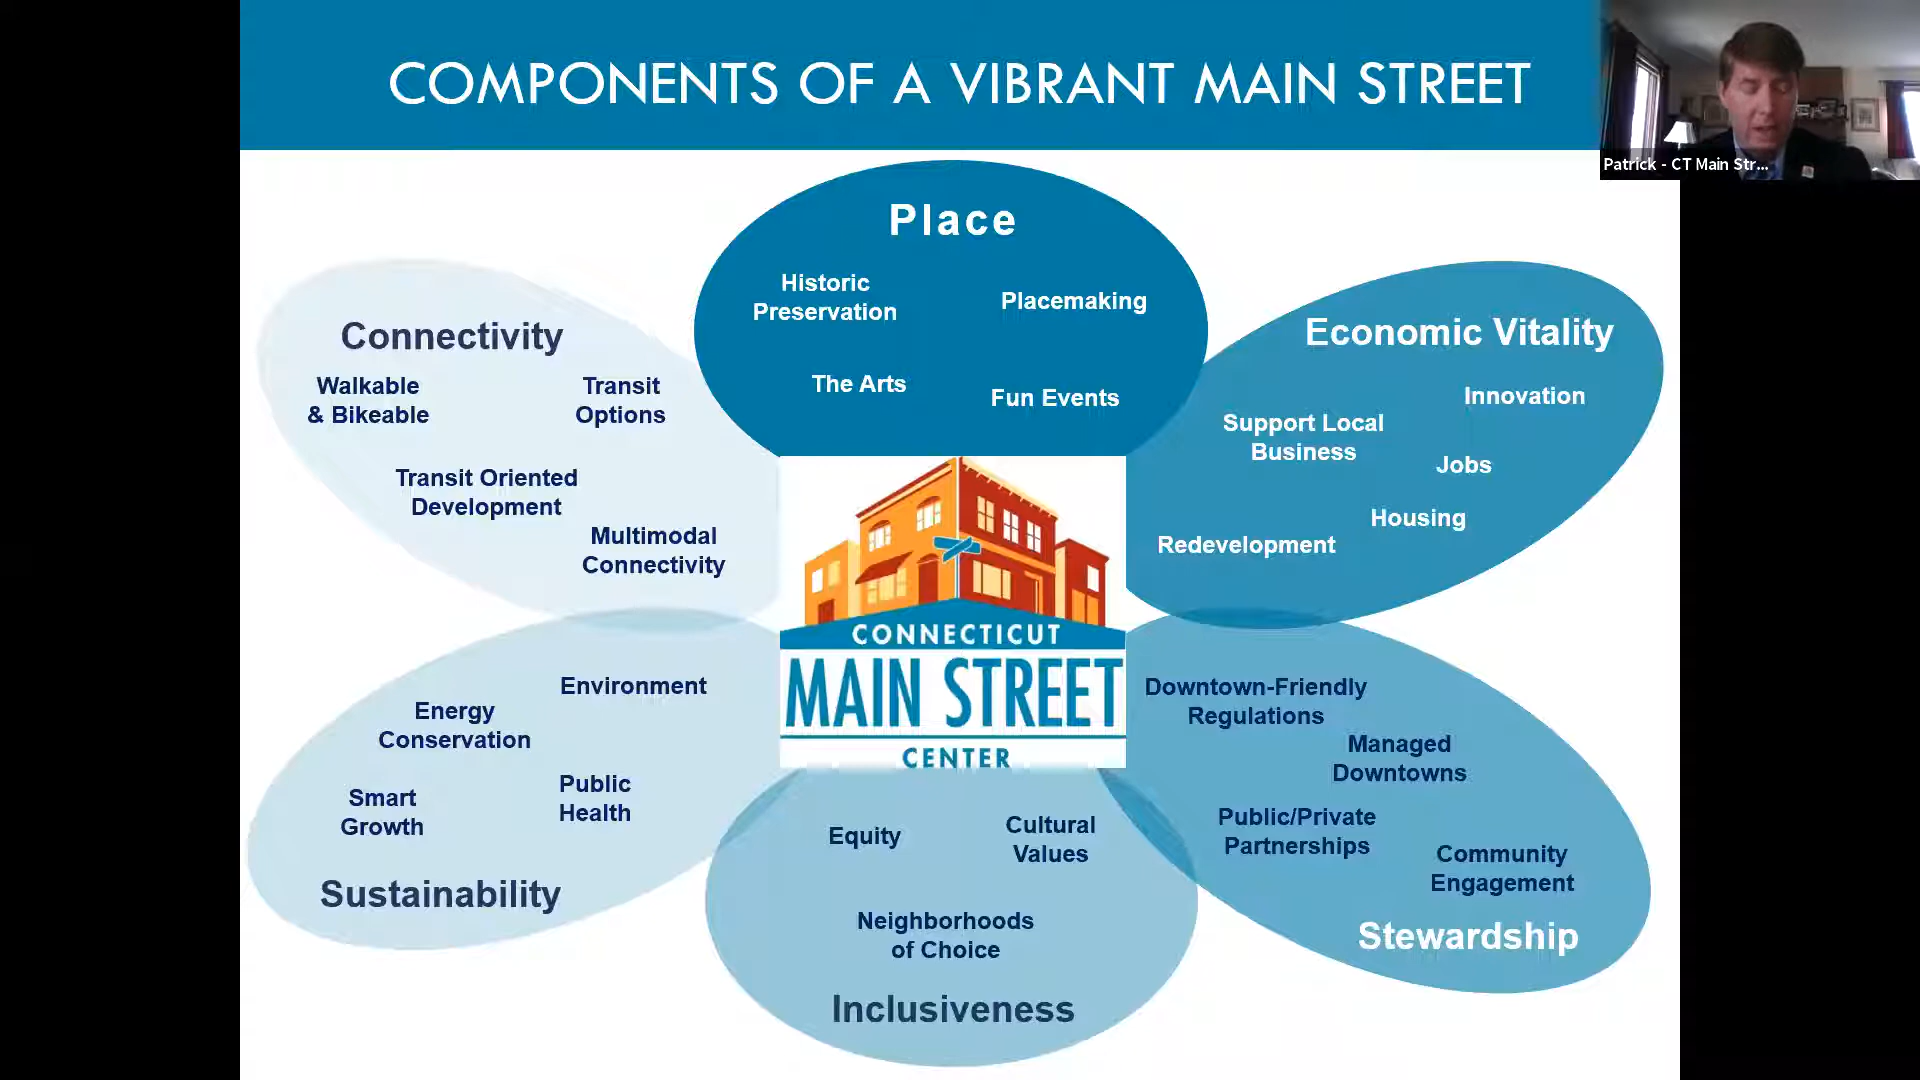 COMPONENTS OF A VIBRANT MAIN STREET
Patrick - CT Main Str...
Place
Historic
Preservation
Placemaking
The Arts
Fun Events
Connectivity
Walkable
& Bikeable
Transit
Options
Transit Oriented
Development
Multimodal
Connectivity
Economic Vitality
Innovation
Support Local
Business
Jobs
Housing
Redevelopment
CONNECTICUT
MAIN STREET
CENTER
Environment
Energy
Conservation
Public
Health
Smart
Growth
Sustainability
Equity
Cultural
Values
Neighborhoods
of Choice
Inclusiveness
Downtown-Friendly
Regulations
Managed
Downtowns
Public/Private
Partnerships
Community
Engagement
Stewardship